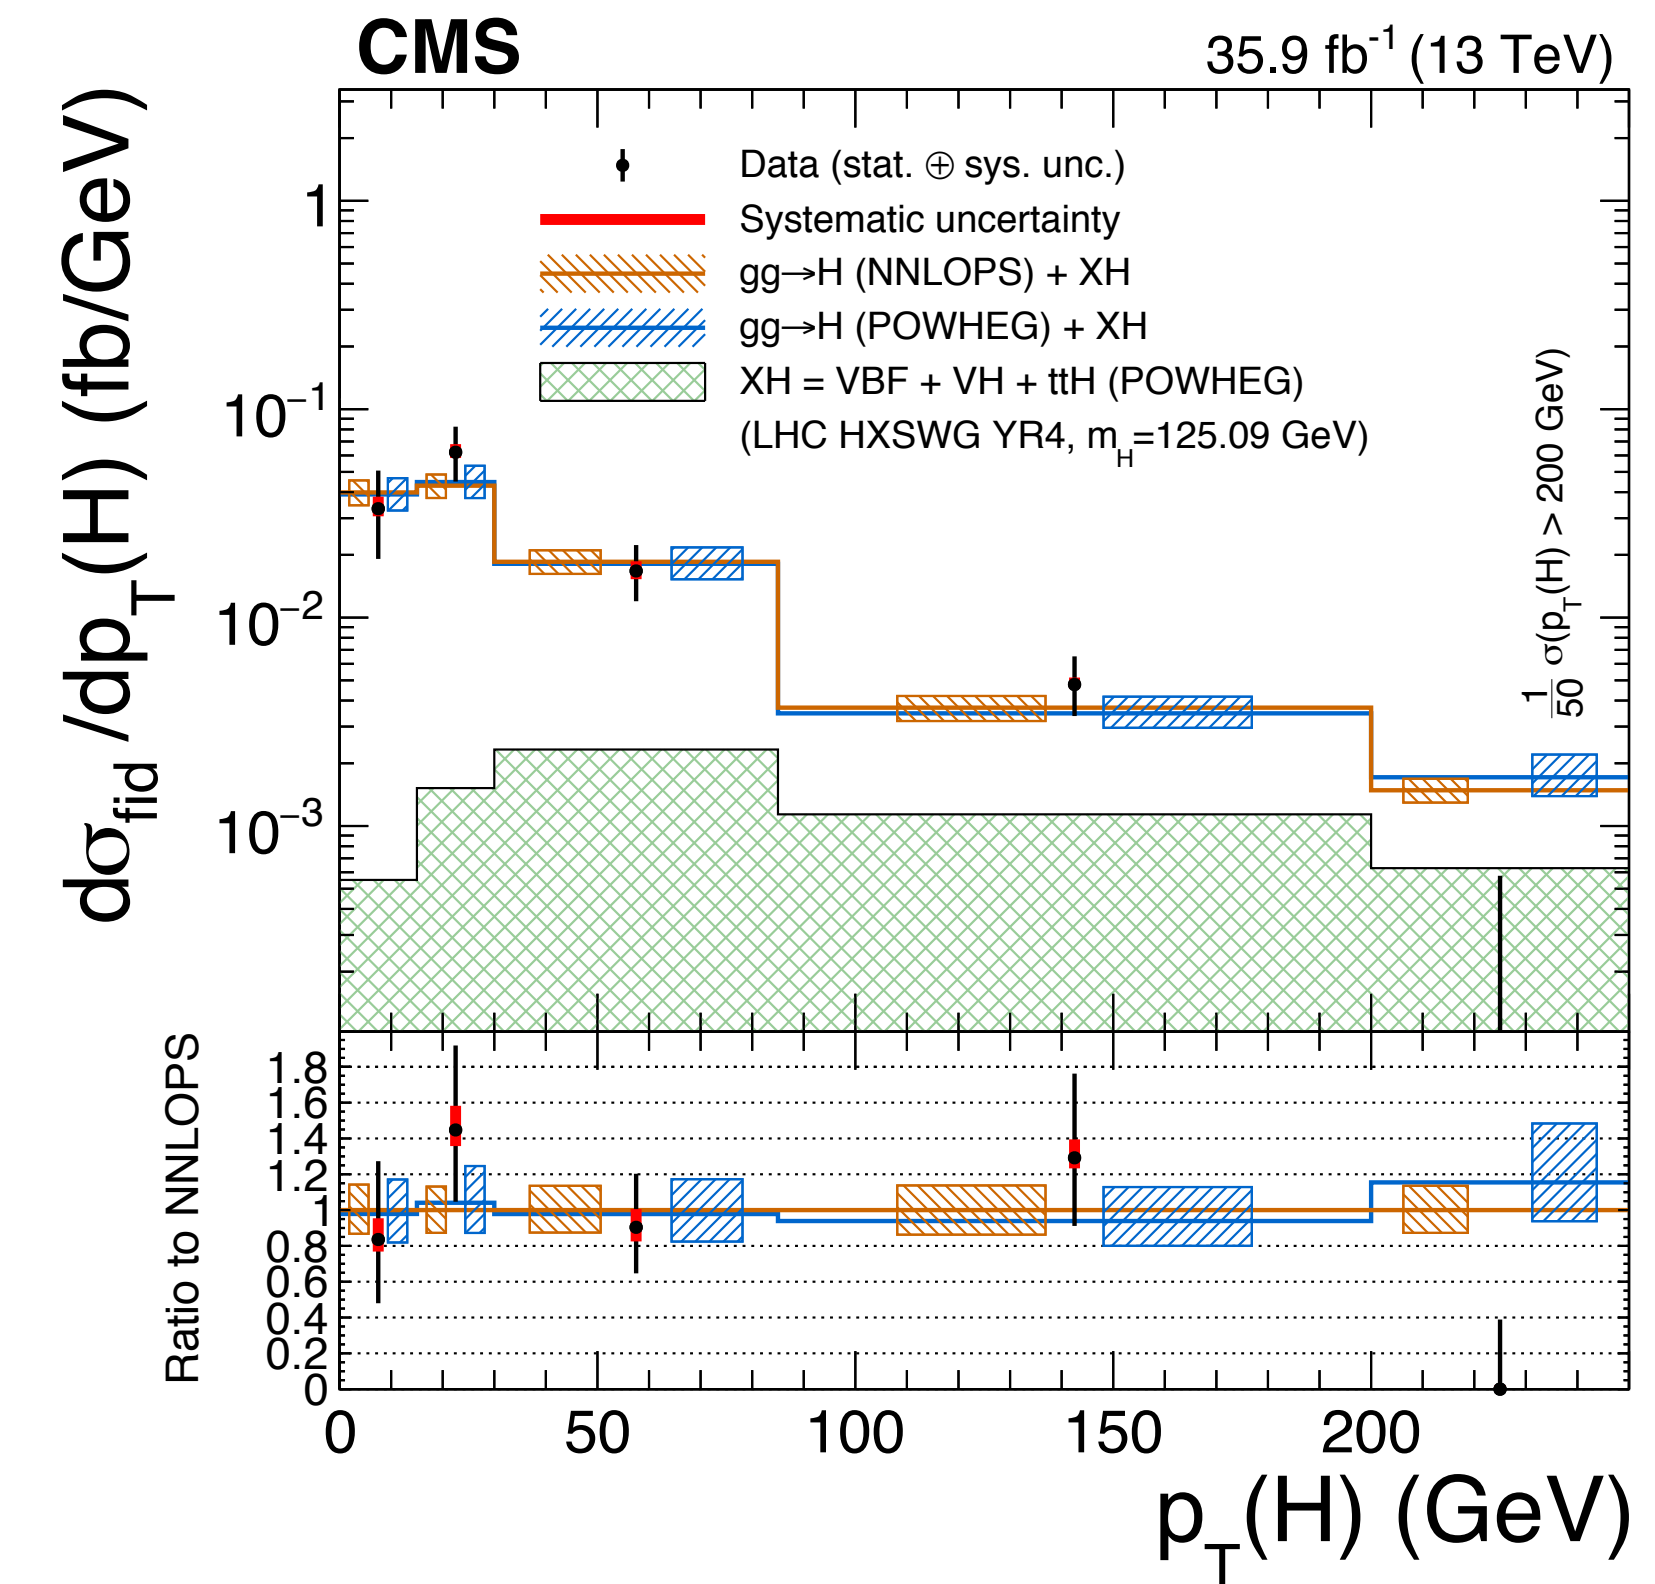 CMS
35.9 fb-1 (13 TeV)
dσfid /dpT(H) (fb/GeV)
1
10−1
10−2
10−3
Data (stat. ⊕ sys. unc.)
Systematic uncertainty
gg→H (NNLOPS) + XH
gg→H (POWHEG) + XH
XH = VBF + VH + ttH (POWHEG)
(LHC HXSWG YR4, mH=125.09 GeV)
1/50 σ(pT(H) > 200 GeV)
Ratio to NNLOPS
1.8
1.6
1.4
1.2
1
0.8
0.6
0.4
0.2
0
0 50 100 150 200
pT(H) (GeV)